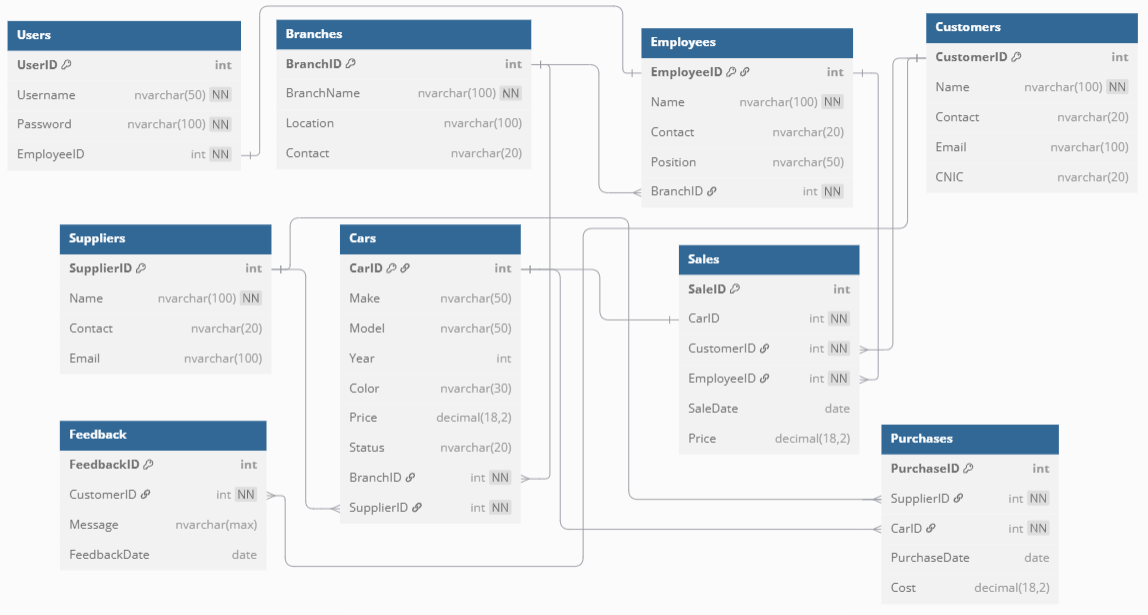 Users
UserID int
Username nvarchar(50) NN
Password nvarchar(100) NN
EmployeeID int NN
Branches
BranchID int
BranchName nvarchar(100) NN
Location nvarchar(100)
Contact nvarchar(20)
Employees
EmployeeID int
Name nvarchar(100) NN
Contact nvarchar(20)
Position nvarchar(50)
BranchID int NN
Customers
CustomerID int
Name nvarchar(100) NN
Contact nvarchar(20)
Email nvarchar(100)
CNIC nvarchar(20)
Suppliers
SupplierID int
Name nvarchar(100) NN
Contact nvarchar(20)
Email nvarchar(100)
Cars
CarID int
Make nvarchar(50)
Model nvarchar(50)
Year int
Color nvarchar(30)
Price decimal(18,2)
Status nvarchar(20)
BranchID int NN
SupplierID int NN
Sales
SaleID int
CarID int NN
CustomerID int NN
EmployeeID int NN
SaleDate date
Price decimal(18,2)
Feedback
FeedbackID int
CustomerID int NN
Message nvarchar(max)
FeedbackDate date
Purchases
PurchaseID int
SupplierID int NN
CarID int NN
PurchaseDate date
Cost decimal(18,2)